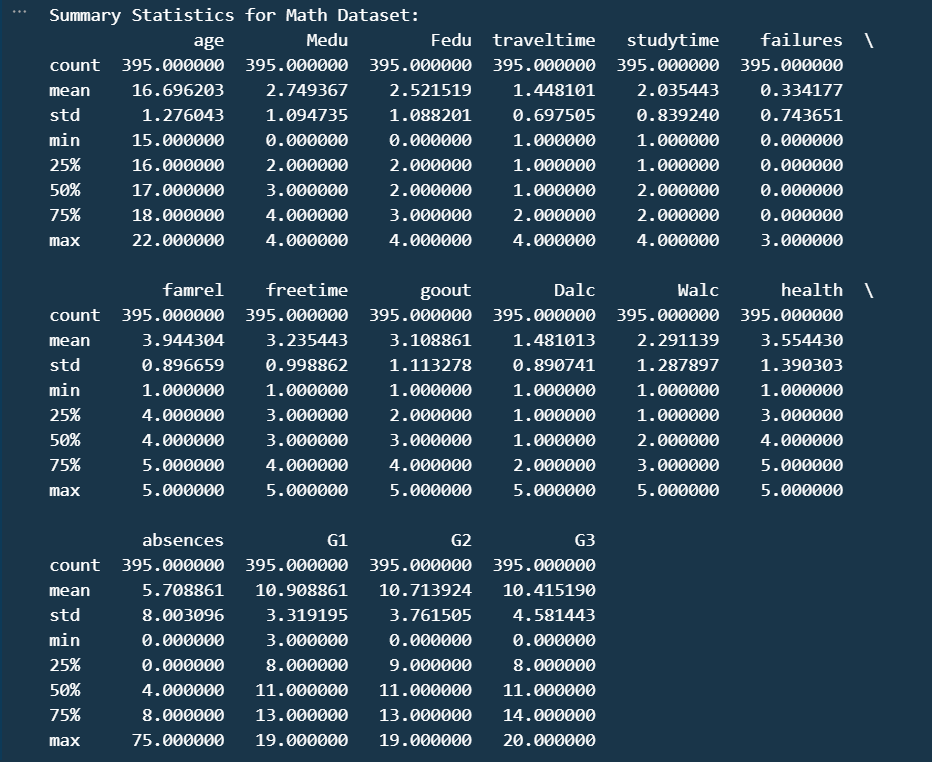 ... Summary Statistics for Math Dataset:
age Medu Fedu traveltime studytime failures \
count 395.000000 395.000000 395.000000 395.000000 395.000000 395.000000
mean 16.696203 2.749367 2.521519 1.448101 2.035443 0.334177
std 1.276043 1.094735 1.088201 0.697505 0.839240 0.743651
min 15.000000 0.000000 0.000000 1.000000 1.000000 0.000000
25% 16.000000 2.000000 2.000000 1.000000 1.000000 0.000000
50% 17.000000 3.000000 2.000000 1.000000 2.000000 0.000000
75% 18.000000 4.000000 3.000000 2.000000 2.000000 0.000000
max 22.000000 4.000000 4.000000 4.000000 4.000000 3.000000
famrel freetime goout Dalc Walc health \
count 395.000000 395.000000 395.000000 395.000000 395.000000 395.000000
mean 3.944304 3.235443 3.108861 1.481013 2.291139 3.554430
std 0.896659 0.998862 1.113278 0.890741 1.287897 1.390303
min 1.000000 1.000000 1.000000 1.000000 1.000000 1.000000
25% 4.000000 3.000000 2.000000 1.000000 1.000000 3.000000
50% 4.000000 3.000000 3.000000 1.000000 2.000000 4.000000
75% 5.000000 4.000000 4.000000 2.000000 3.000000 5.000000
max 5.000000 5.000000 5.000000 5.000000 5.000000 5.000000
absences G1 G2 G3
count 395.000000 395.000000 395.000000 395.000000
mean 5.708861 10.908861 10.713924 10.415190
std 8.003096 3.319195 3.761505 4.581443
min 0.000000 3.000000 0.000000 0.000000
25% 0.000000 8.000000 9.000000 8.000000
50% 4.000000 11.000000 11.000000 11.000000
75% 8.000000 13.000000 13.000000 14.000000
max 75.000000 19.000000 19.000000 20.000000